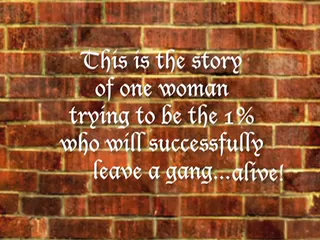 This is the story
of one woman
trying to be the 1%
who will successfully
leave a gang...alive!